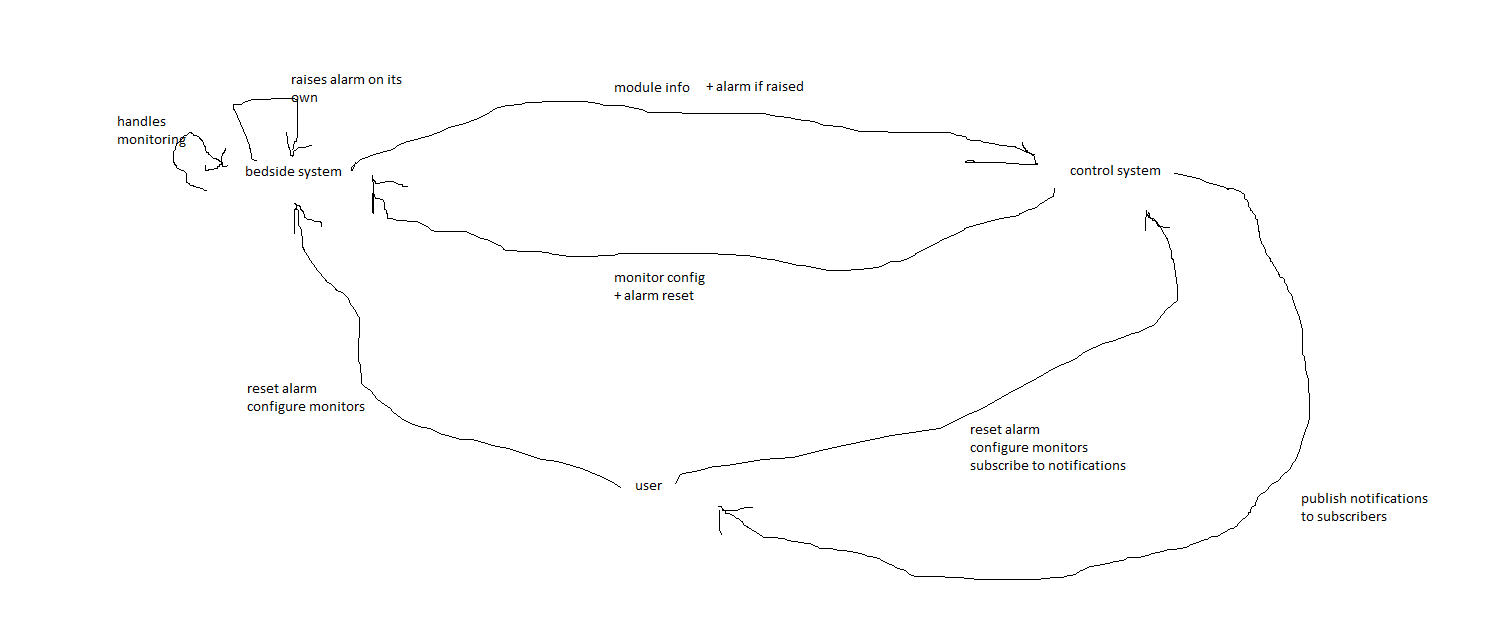 raises alarm on its
own
module info + alarm if raised
handles
monitoring
bedside system
control system
monitor config
+ alarm reset
reset alarm
configure monitors
reset alarm
configure monitors
subscribe to notifications
user
publish notifications
to subscribers